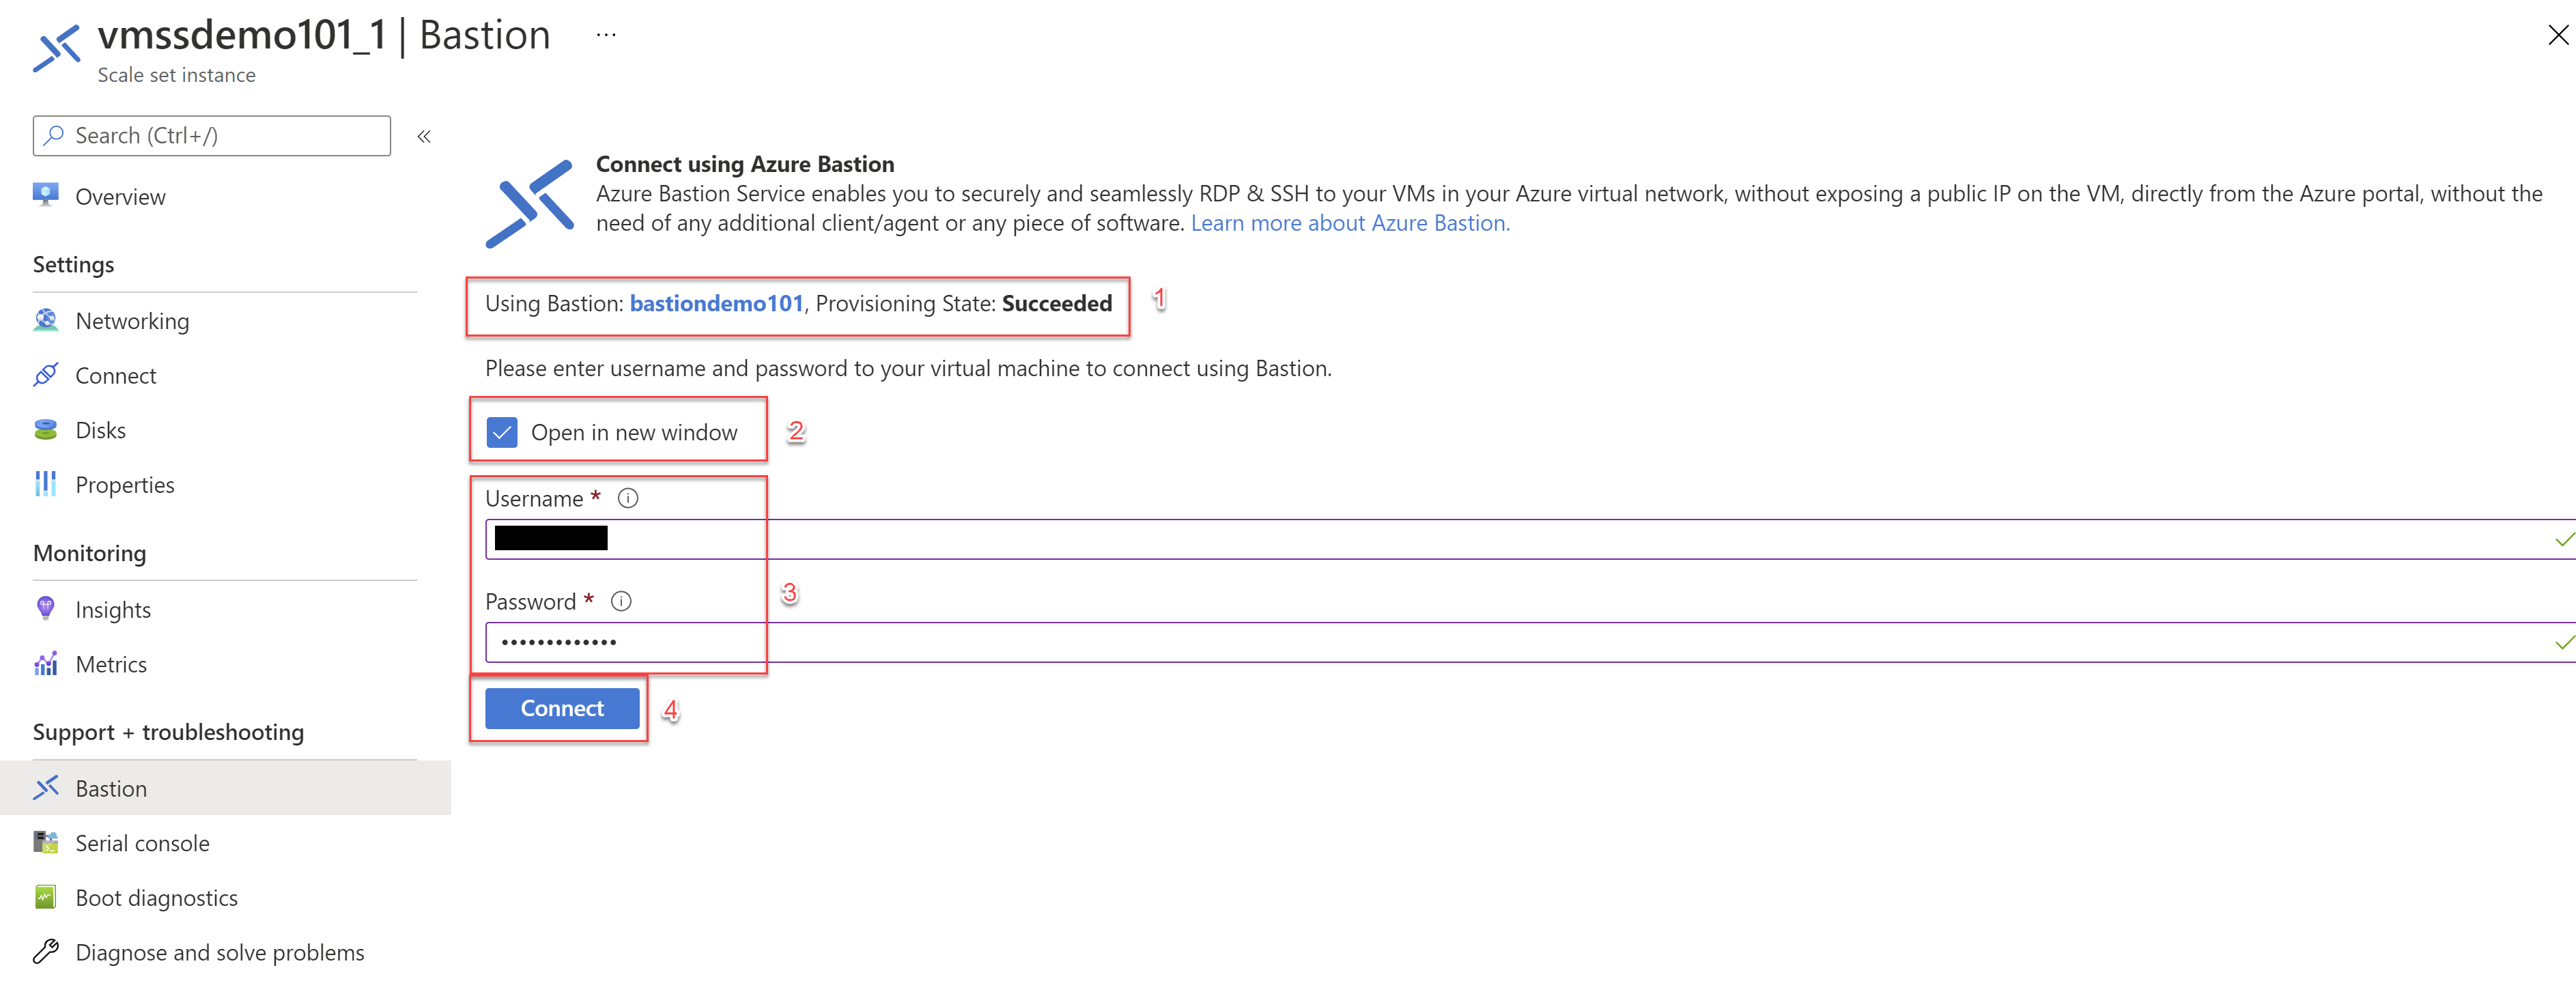 vmssdemo101_1 | Bastion ...
Scale set instance
Search (Ctrl+/)
«
Overview
Settings
Networking
Connect
Disks
Properties
Monitoring
Insights
Metrics
Support + troubleshooting
Bastion
Serial console
Boot diagnostics
Diagnose and solve problems
Connect using Azure Bastion
Azure Bastion Service enables you to securely and seamlessly RDP & SSH to your VMs in your Azure virtual network, without exposing a public IP on the VM, directly from the Azure portal, without the
need of any additional client/agent or any piece of software. Learn more about Azure Bastion.
Using Bastion: bastiondemo101, Provisioning State: Succeeded
1
Please enter username and password to your virtual machine to connect using Bastion.
Open in new window
2
Username *
Password *
3
•••••••••••••
Connect
4